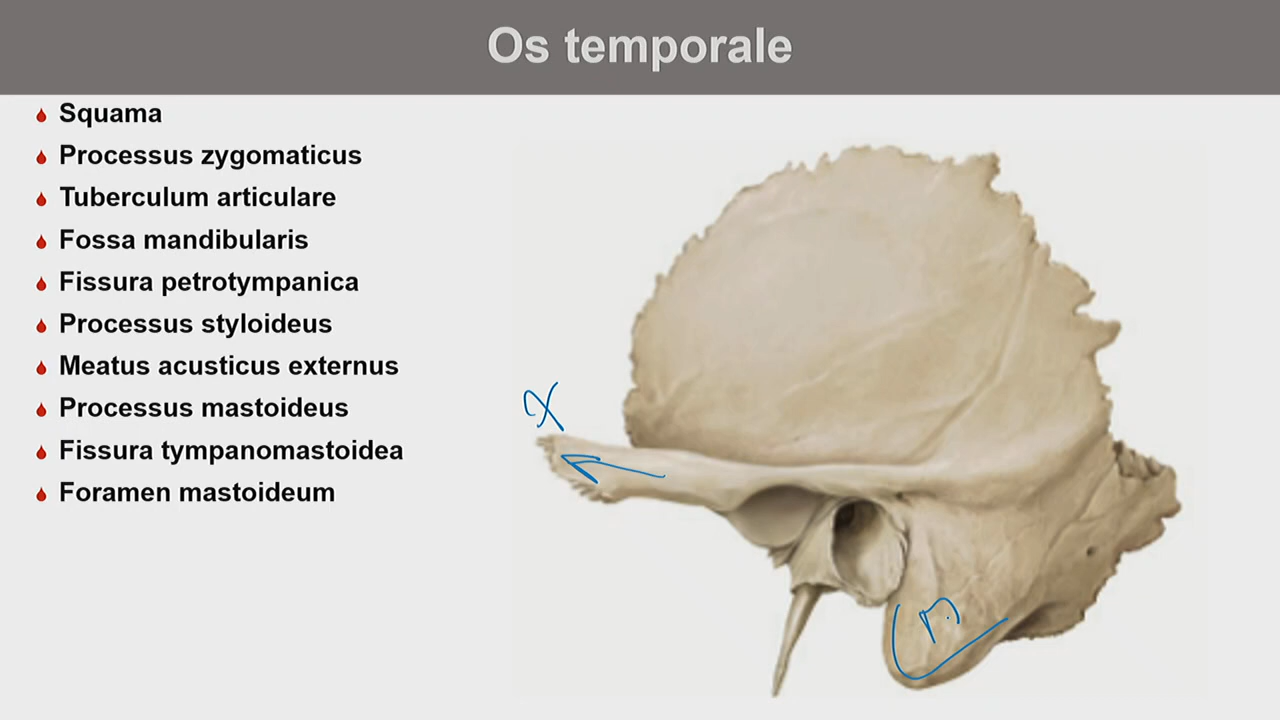 Os temporale
Squama
Processus zygomaticus
Tuberculum articulare
Fossa mandibularis
Fissura petrotympanica
Processus styloideus
Meatus acusticus externus
Processus mastoideus
Fissura tympanomastoidea
Foramen mastoideum